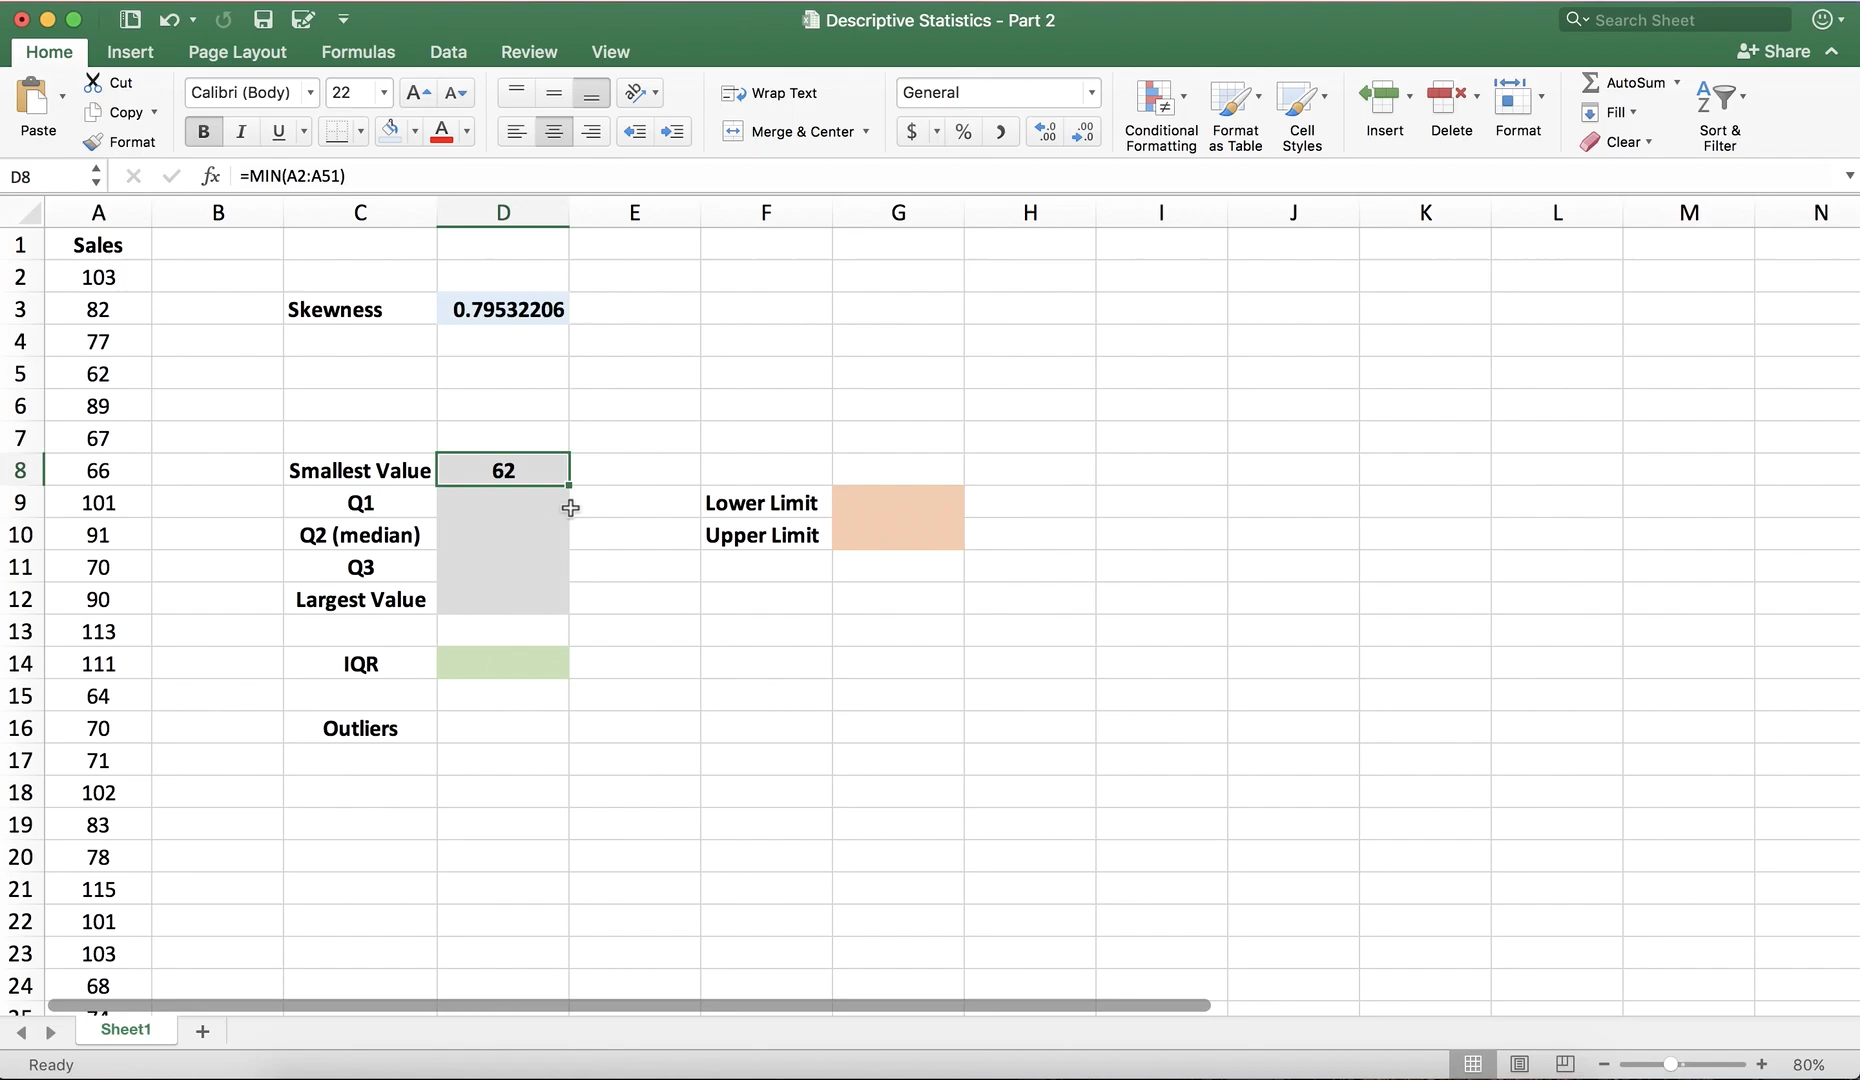 Descriptive Statistics - Part 2
Search Sheet
Home Insert Page Layout Formulas Data Review View
Share
Paste
Cut
Copy
Format
Calibri (Body) 22
A A
B I U A
Wrap Text
Merge & Center
General
$ %
.0 .00
.00 .0
Conditional Formatting
Format as Table
Cell Styles
Insert
Delete
Format
AutoSum
Fill
Clear
Sort & Filter
D8 fx =MIN(A2:A51)
A B C D E F G H I J K L M N
1 Sales
2 103
3 82 Skewness 0.79532206
4 77
5 62
6 89
7 67
8 66 Smallest Value 62
9 101 Q1 Lower Limit
10 91 Q2 (median) Upper Limit
11 70 Q3
12 90 Largest Value
13 113
14 111 IQR
15 64
16 70 Outliers
17 71
18 102
19 83
20 78
21 115
22 101
23 103
24 68
Sheet1 +
Ready 80%